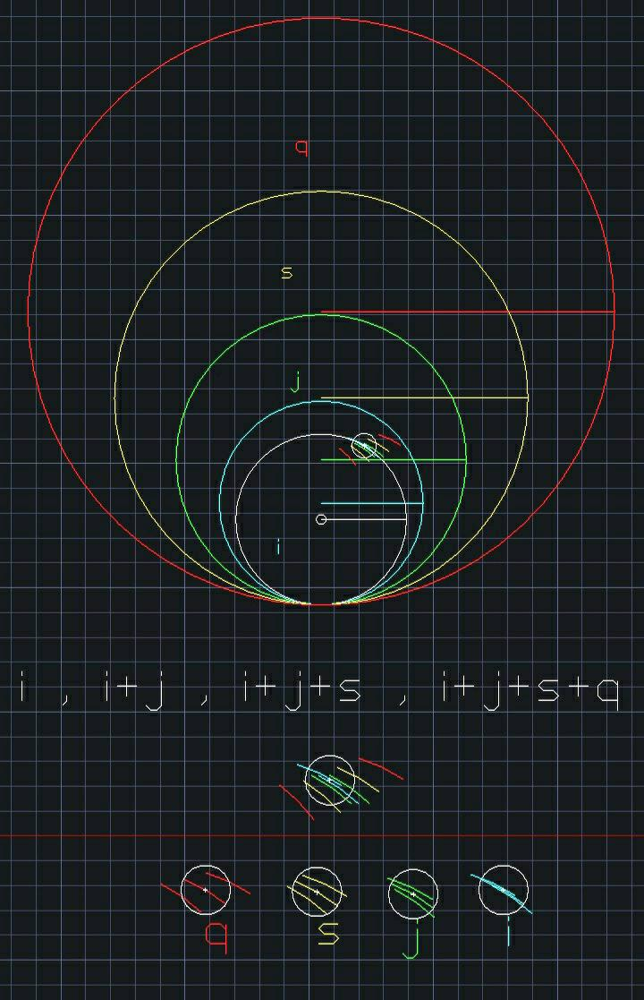 q
s
j
i
i , i+j , i+j+s , i+j+s+q
q s j i